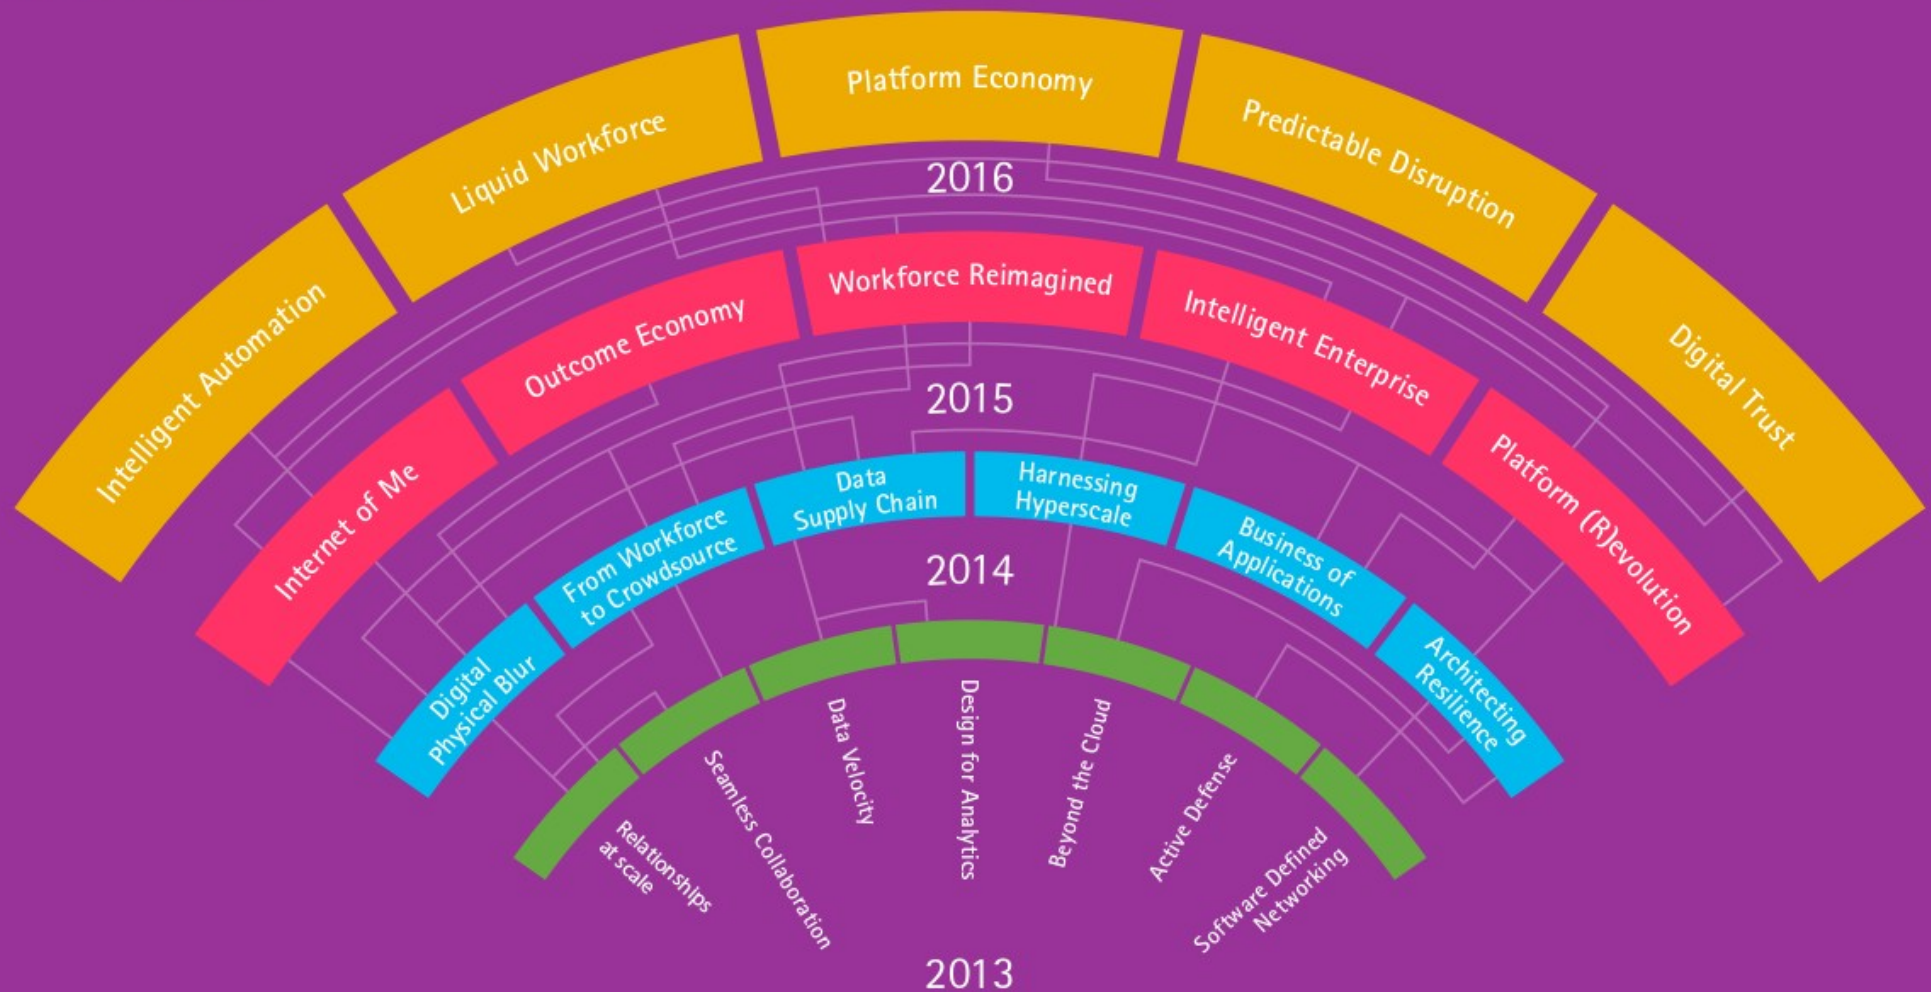 Intelligent Automation
Liquid Workforce
Platform Economy
Predictable Disruption
Digital Trust
2016
Internet of Me
Outcome Economy
Workforce Reimagined
Intelligent Enterprise
Platform (R)evolution
2015
Digital
Physical Blur
From Workforce
to Crowdsource
Data
Supply Chain
Harnessing
Hyperscale
Business of
Applications
Architecting
Resilience
2014
Relationships
at scale
Seamless Collaboration
Data Velocity
Design for Analytics
Beyond the Cloud
Active Defense
Software Defined
Networking
2013